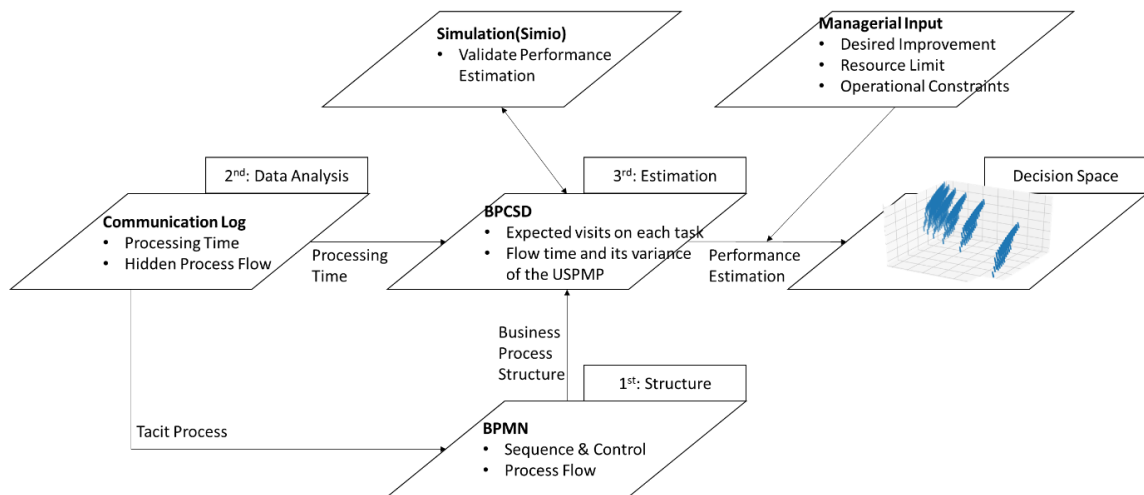 Simulation(Simio)
• Validate Performance
Estimation
Managerial Input
• Desired Improvement
• Resource Limit
• Operational Constraints
2nd: Data Analysis
3rd: Estimation
Decision Space
Communication Log
• Processing Time
• Hidden Process Flow
Processing
Time
BPCSD
• Expected visits on each task
• Flow time and its variance
of the USPMP
Performance
Estimation
Business
Process
Structure
1st: Structure
Tacit Process
BPMN
• Sequence & Control
• Process Flow